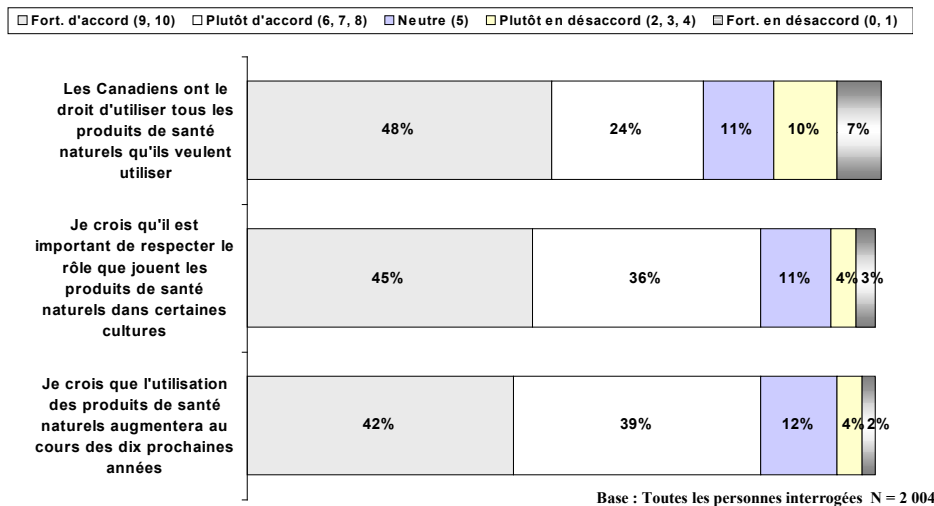 Fort. d'accord (9, 10) Plutôt d'accord (6, 7, 8) Neutre (5) Plutôt en désaccord (2, 3, 4) Fort. en désaccord (0, 1)
Les Canadiens ont le
droit d'utiliser tous les
produits de santé
naturels qu'ils veulent
utiliser
48% 24% 11% 10% 7%
Je crois qu'il est
important de respecter le
rôle que jouent les
produits de santé
naturels dans certaines
cultures
45% 36% 11% 4% 3%
Je crois que l'utilisation
des produits de santé
naturels augmentera au
cours des dix prochaines
années
42% 39% 12% 4% 2%
Base : Toutes les personnes interrogées N = 2 004